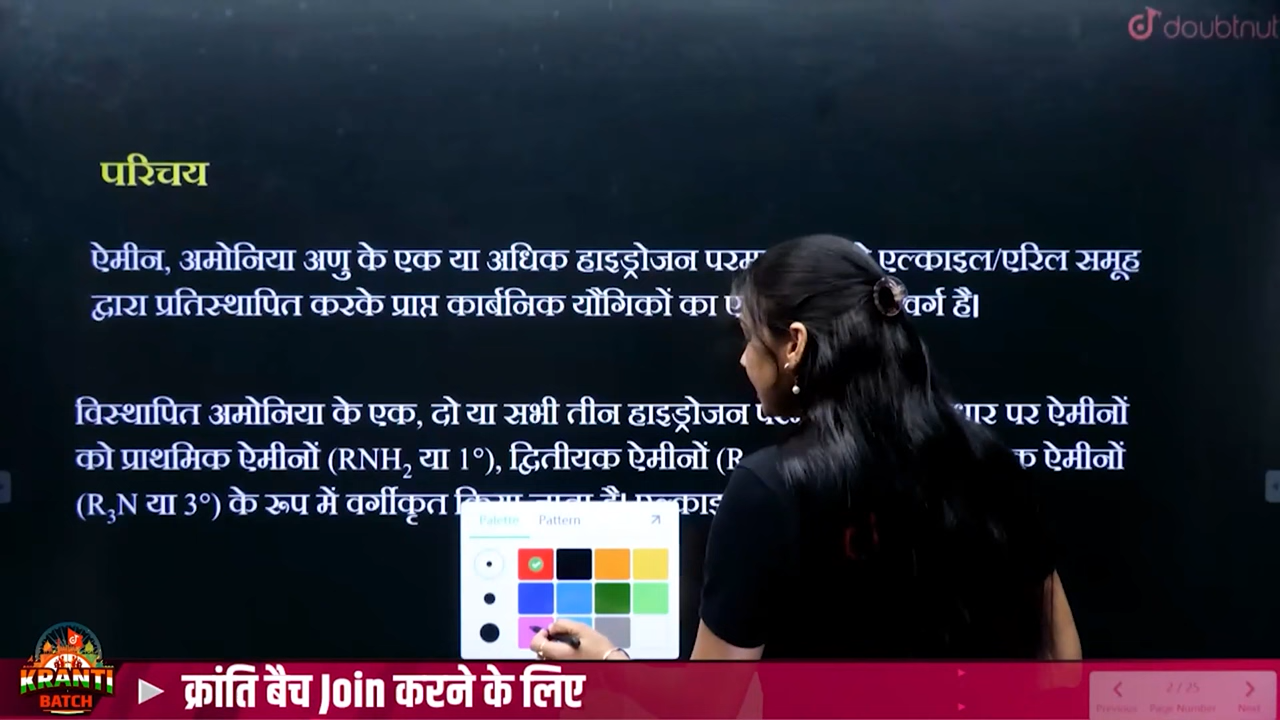 doubtnut
परिचय
ऐमीन, अमोनिया अणु के एक या अधिक हाइड्रोजन एल्काइल/एरिल समूह
द्वारा प्रतिस्थापित करके प्राप्त कार्बनिक यौगिकों का वर्ग है।
विस्थापित अमोनिया के एक, दो या सभी तीन हाइड्रोजन पर ऐमीनों
को प्राथमिक ऐमीनों (RNH₂ या 1°), द्वितीयक ऐमीनों ऐमीनों
(R₃N या 3°) के रूप में वर्गीकृत
Palette Pattern
KRANTI
BATCH
क्रांति बैच Join करने के लिए
2/25
Previous Page Number Next